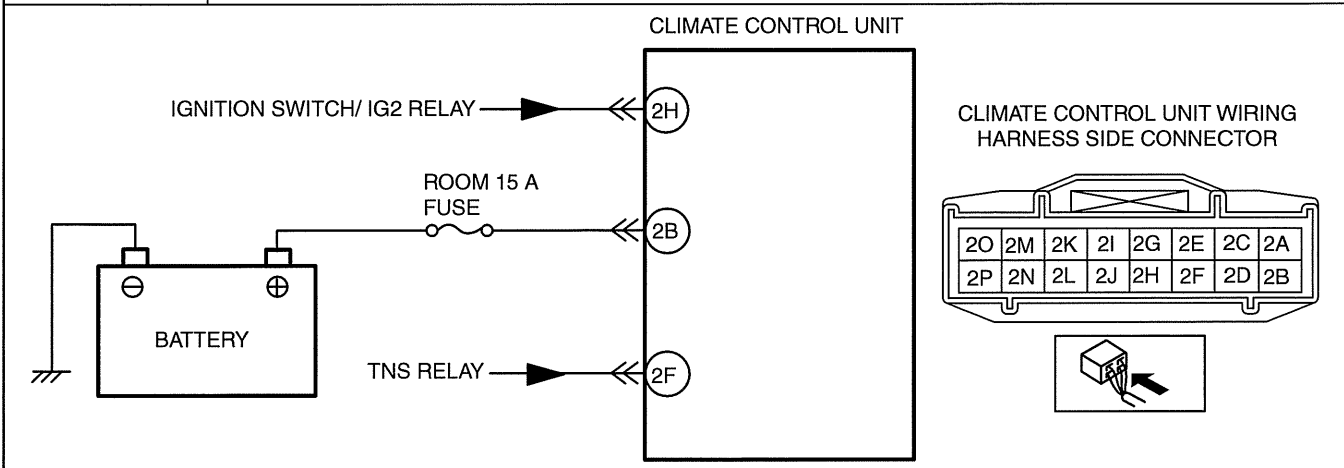 CLIMATE CONTROL UNIT
IGNITION SWITCH/ IG2 RELAY
2H
ROOM 15 A
FUSE
2B
BATTERY
TNS RELAY
2F
CLIMATE CONTROL UNIT WIRING
HARNESS SIDE CONNECTOR
2O 2M 2K 2I 2G 2E 2C 2A
2P 2N 2L 2J 2H 2F 2D 2B